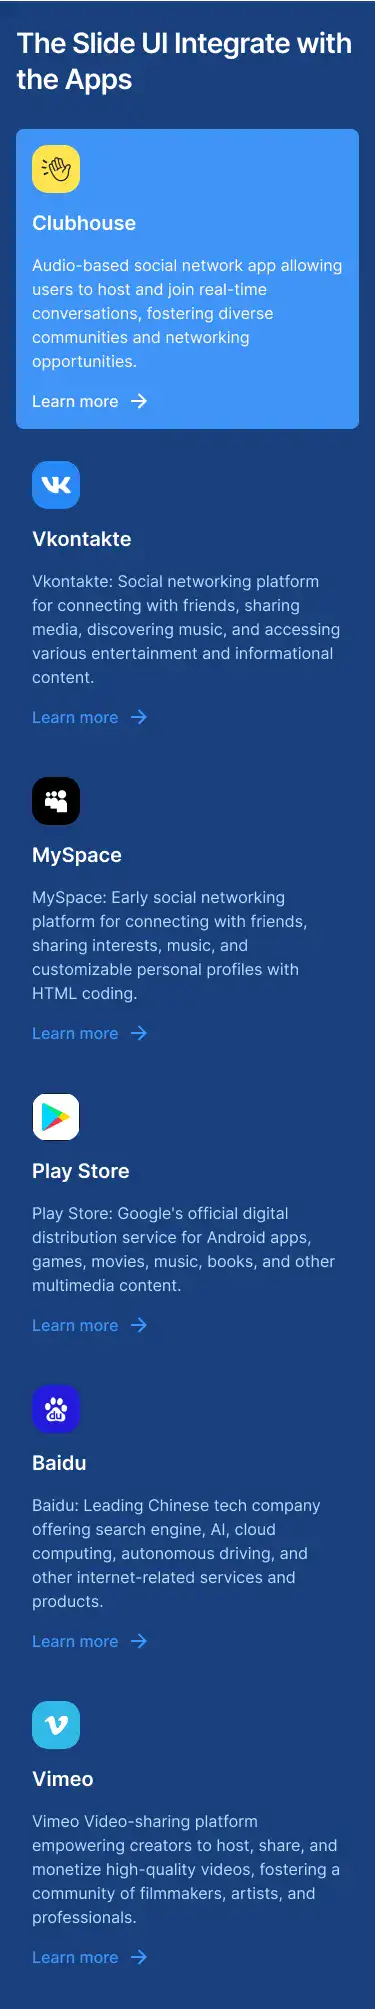 The Slide UI Integrate with
the Apps
Clubhouse
Audio-based social network app allowing
users to host and join real-time
conversations, fostering diverse
communities and networking
opportunities.
Learn more
Vkontakte
Vkontakte: Social networking platform
for connecting with friends, sharing
media, discovering music, and accessing
various entertainment and informational
content.
Learn more
MySpace
MySpace: Early social networking
platform for connecting with friends,
sharing interests, music, and
customizable personal profiles with
HTML coding.
Learn more
Play Store
Play Store: Google's official digital
distribution service for Android apps,
games, movies, music, books, and other
multimedia content.
Learn more
du
Baidu
Baidu: Leading Chinese tech company
offering search engine, AI, cloud
computing, autonomous driving, and
other internet-related services and
products.
Learn more
Vimeo
Vimeo Video-sharing platform
empowering creators to host, share, and
monetize high-quality videos, fostering a
community of filmmakers, artists, and
professionals.
Learn more